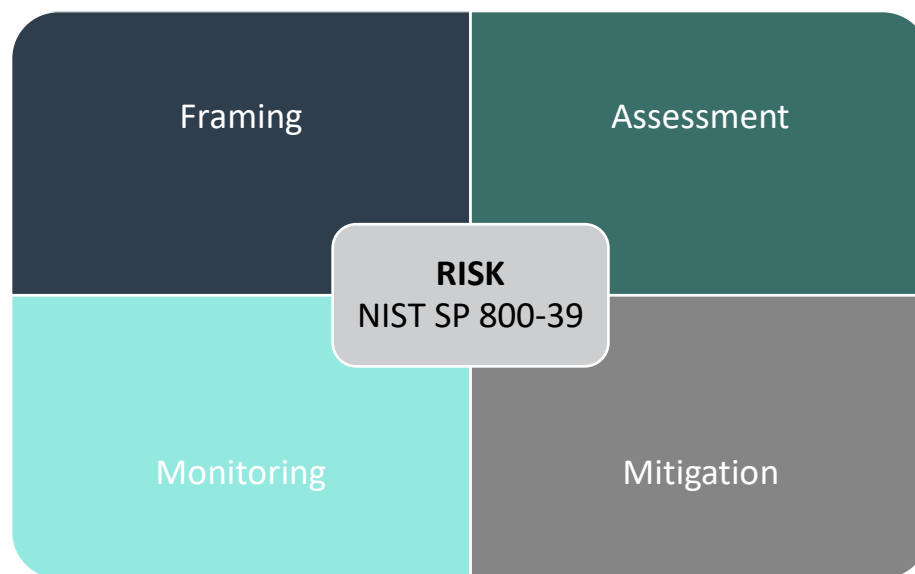 Framing
Assessment
RISK
NIST SP 800-39
Monitoring
Mitigation